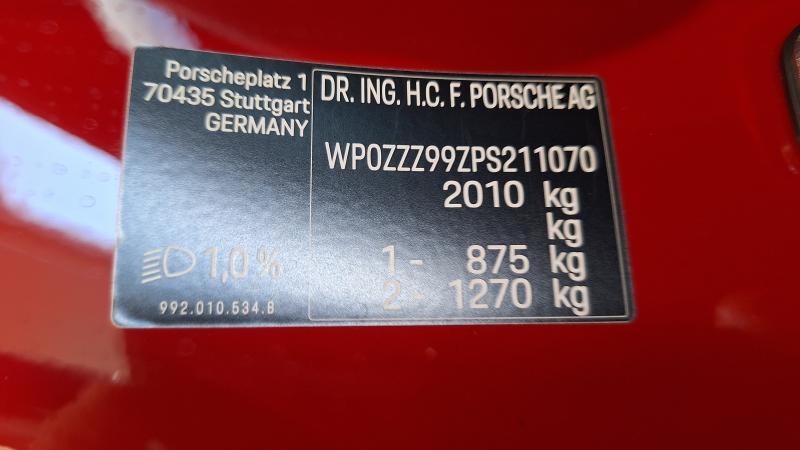 Porscheplatz 1
70435 Stuttgart
GERMANY
DR. ING. H.C. F. PORSCHE AG
WP0ZZZ99ZPS211070
2010 kg
kg
1- 875 kg
2- 1270 kg
1,0 %
992.010.534.B